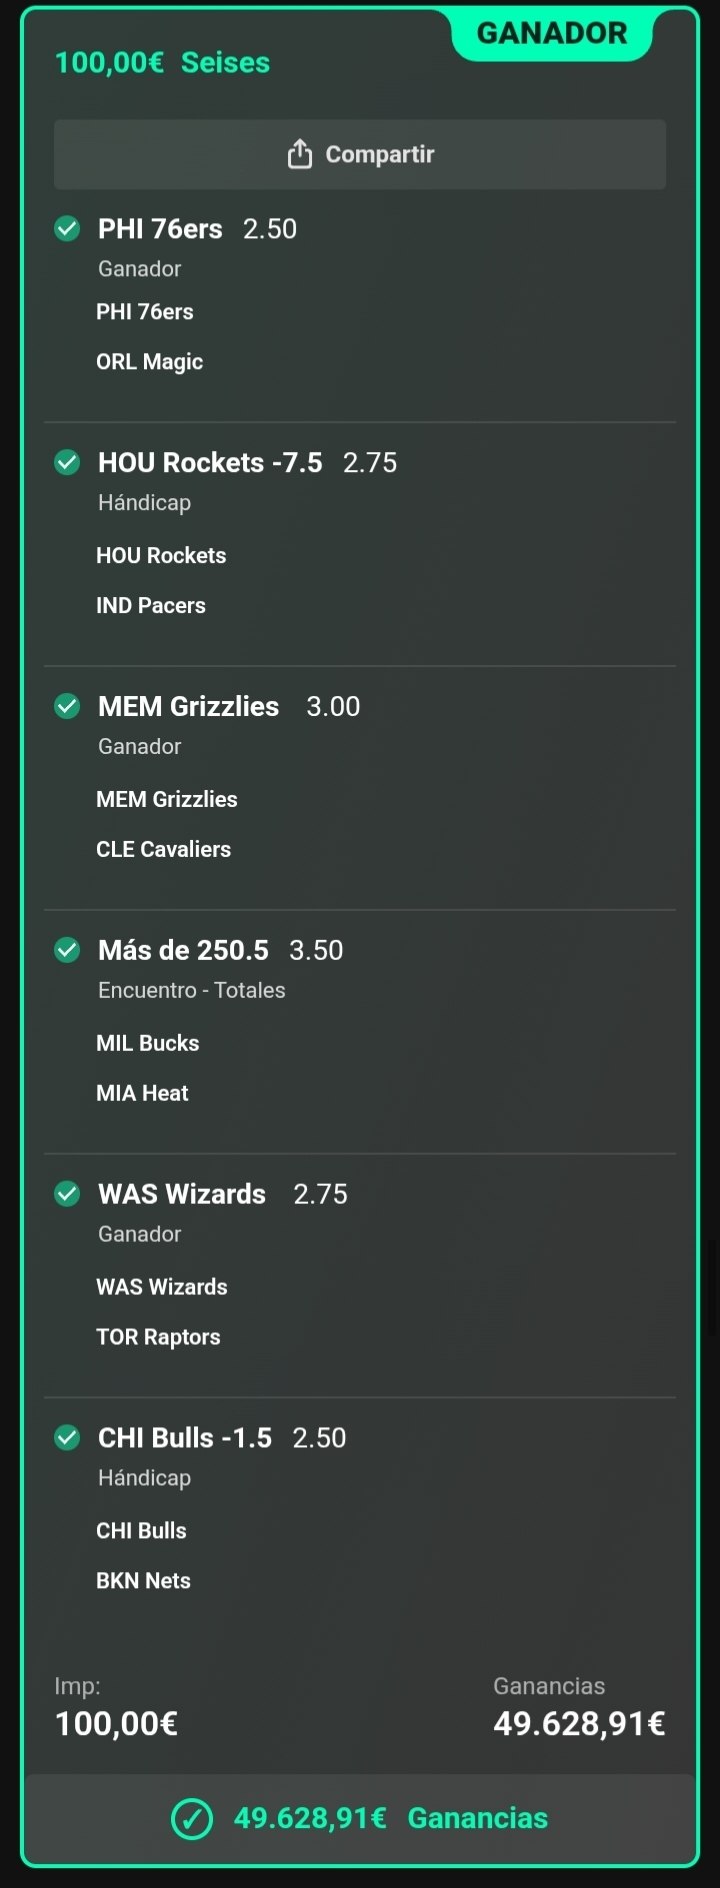 GANADOR
100,00€ Seises
Compartir
PHI 76ers 2.50
Ganador
PHI 76ers
ORL Magic
HOU Rockets -7.5 2.75
Hándicap
HOU Rockets
IND Pacers
MEM Grizzlies 3.00
Ganador
MEM Grizzlies
CLE Cavaliers
Más de 250.5 3.50
Encuentro - Totales
MIL Bucks
MIA Heat
WAS Wizards 2.75
Ganador
WAS Wizards
TOR Raptors
CHI Bulls -1.5 2.50
Hándicap
CHI Bulls
BKN Nets
Imp: Ganancias
100,00€ 49.628,91€
49.628,91€ Ganancias